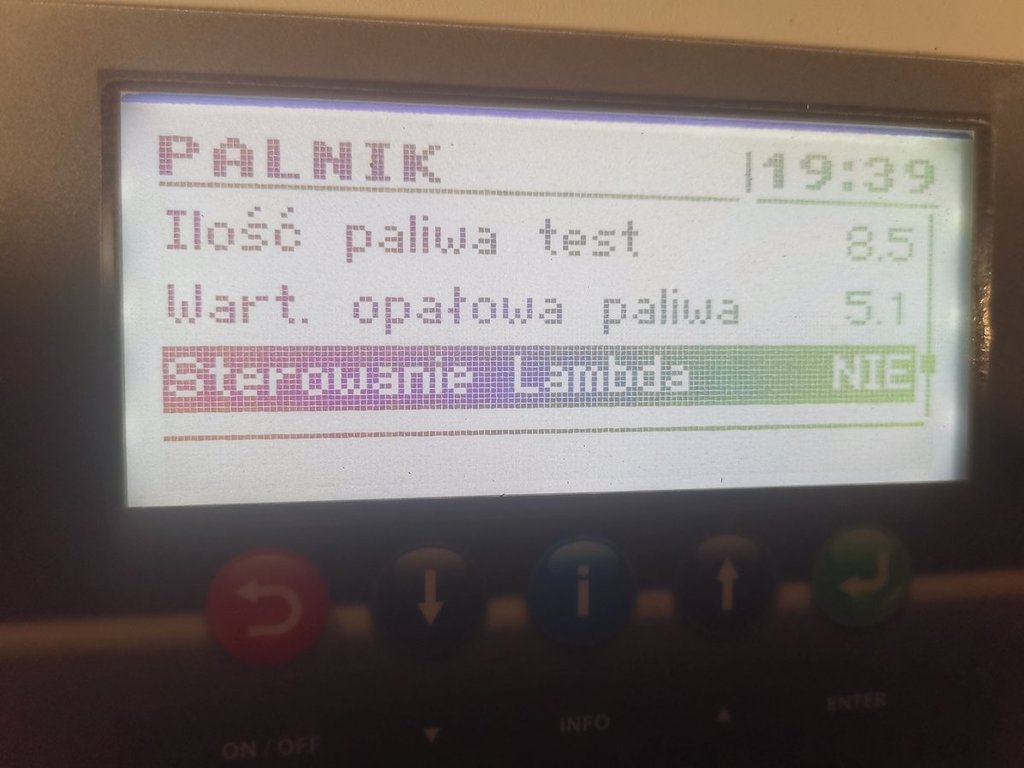 PALNIK 19:39
Ilość paliwa test 8.5
Wart. opałowa paliwa 5.1
Sterowanie Lambda NIE
i
ON / OFF INFO ENTER